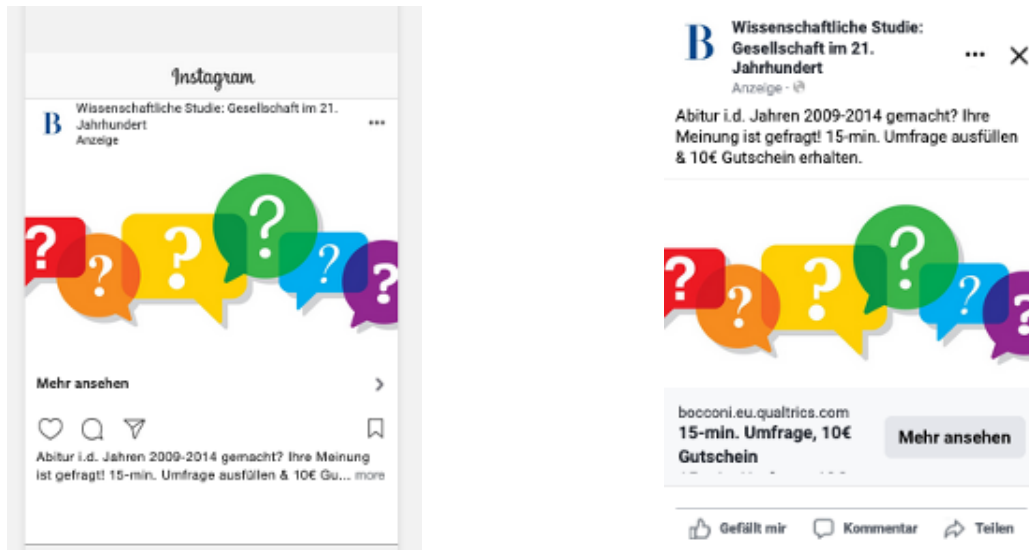 Instagram
B
Wissenschaftliche Studie: Gesellschaft im 21.
Jahrhundert
Anzeige
? ? ? ? ? ?
Mehr ansehen
Abitur i.d. Jahren 2009-2014 gemacht? Ihre Meinung
ist gefragt! 15-min. Umfrage ausfüllen & 10€ Gu... more
B
Wissenschaftliche Studie:
Gesellschaft im 21.
Jahrhundert
Anzeige ·
Abitur i.d. Jahren 2009-2014 gemacht? Ihre
Meinung ist gefragt! 15-min. Umfrage ausfüllen
& 10€ Gutschein erhalten.
? ? ? ? ? ?
bocconi.eu.qualtrics.com
15-min. Umfrage, 10€
Gutschein
Mehr ansehen
Gefällt mir
Kommentar
Teilen